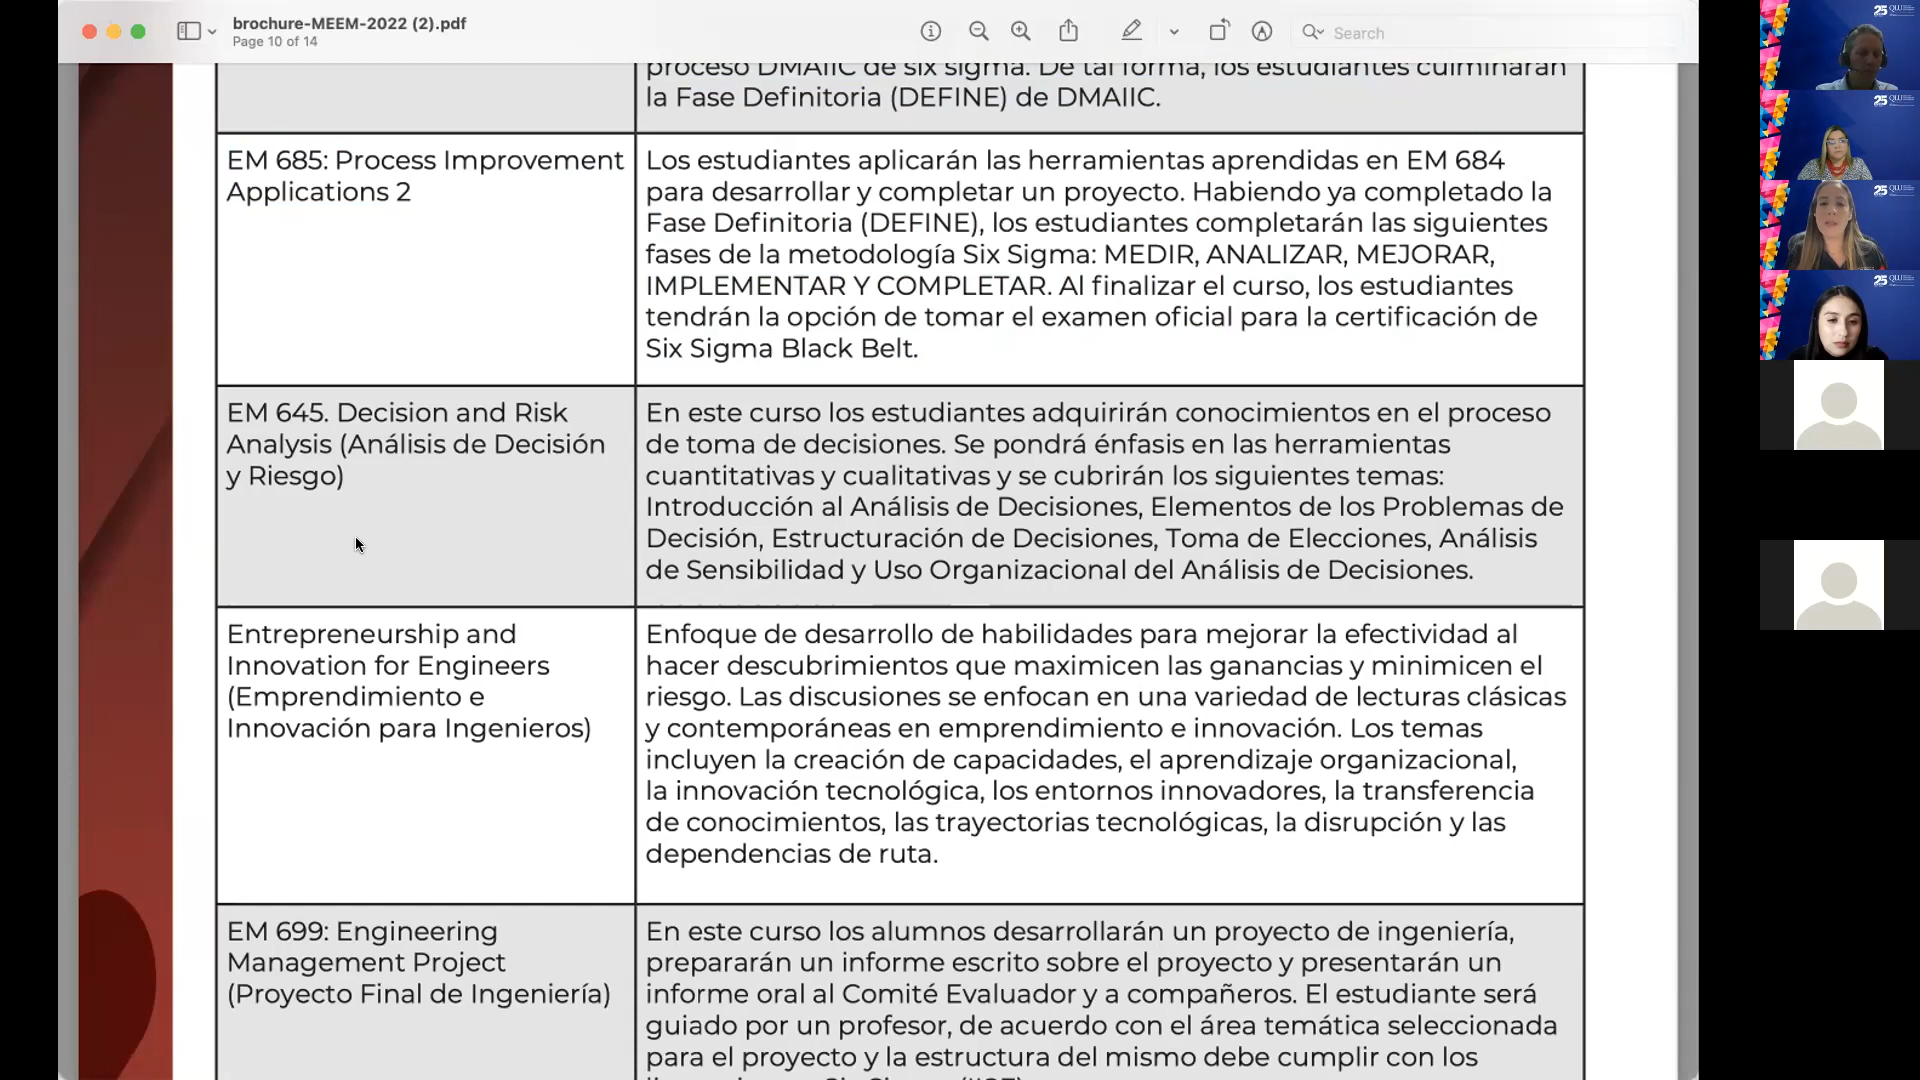 brochure-MEEM-2022 (2).pdf
Page 10 of 14
Search
proceso DMAIIC de six sigma. De tal forma, los estudiantes culminarán
la Fase Definitoria (DEFINE) de DMAIIC.
EM 685: Process Improvement
Applications 2
Los estudiantes aplicarán las herramientas aprendidas en EM 684
para desarrollar y completar un proyecto. Habiendo ya completado la
Fase Definitoria (DEFINE), los estudiantes completarán las siguientes
fases de la metodología Six Sigma: MEDIR, ANALIZAR, MEJORAR,
IMPLEMENTAR Y COMPLETAR. Al finalizar el curso, los estudiantes
tendrán la opción de tomar el examen oficial para la certificación de
Six Sigma Black Belt.
EM 645. Decision and Risk
Analysis (Análisis de Decisión
y Riesgo)
En este curso los estudiantes adquirirán conocimientos en el proceso
de toma de decisiones. Se pondrá énfasis en las herramientas
cuantitativas y cualitativas y se cubrirán los siguientes temas:
Introducción al Análisis de Decisiones, Elementos de los Problemas de
Decisión, Estructuración de Decisiones, Toma de Elecciones, Análisis
de Sensibilidad y Uso Organizacional del Análisis de Decisiones.
Entrepreneurship and
Innovation for Engineers
(Emprendimiento e
Innovación para Ingenieros)
Enfoque de desarrollo de habilidades para mejorar la efectividad al
hacer descubrimientos que maximicen las ganancias y minimicen el
riesgo. Las discusiones se enfocan en una variedad de lecturas clásicas
y contemporáneas en emprendimiento e innovación. Los temas
incluyen la creación de capacidades, el aprendizaje organizacional,
la innovación tecnológica, los entornos innovadores, la transferencia
de conocimientos, las trayectorias tecnológicas, la disrupción y las
dependencias de ruta.
EM 699: Engineering
Management Project
(Proyecto Final de Ingeniería)
En este curso los alumnos desarrollarán un proyecto de ingeniería,
prepararán un informe escrito sobre el proyecto y presentarán un
informe oral al Comité Evaluador y a compañeros. El estudiante será
guiado por un profesor, de acuerdo con el área temática seleccionada
para el proyecto y la estructura del mismo debe cumplir con los
25 QLU
25 QLU
25 QLU
25 QLU